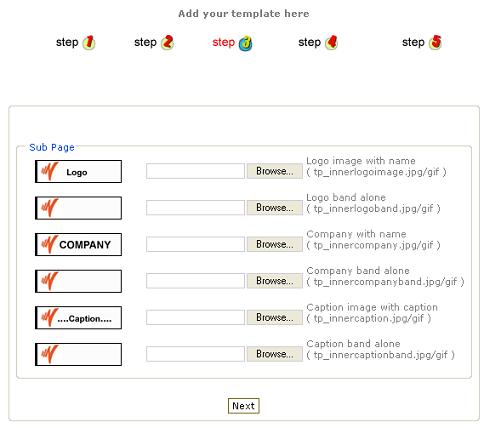 Add your template here
step 1 step 2 step 3 step 4 step 5
Sub Page
Logo Browse... Logo image with name
( tp_innerlogoimage.jpg/gif )
Browse... Logo band alone
( tp_innerlogoband.jpg/gif )
COMPANY Browse... Company with name
( tp_innercompany.jpg/gif )
Browse... Company band alone
( tp_innercompanyband.jpg/gif )
....Caption.... Browse... Caption image with caption
( tp_innercaption.jpg/gif )
Browse... Caption band alone
( tp_innercaptionband.jpg/gif )
Next